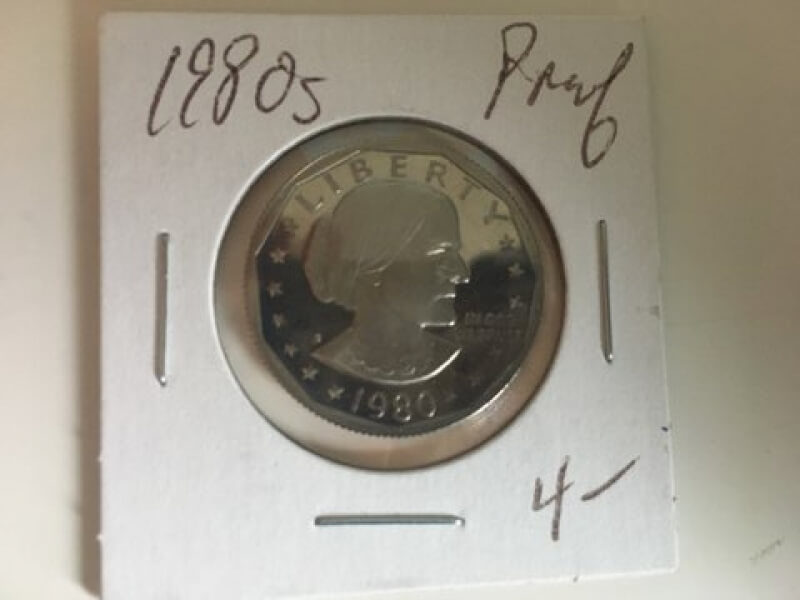 1980s Proof
LIBERTY
IN GOD
WE TRUST
1980
4-